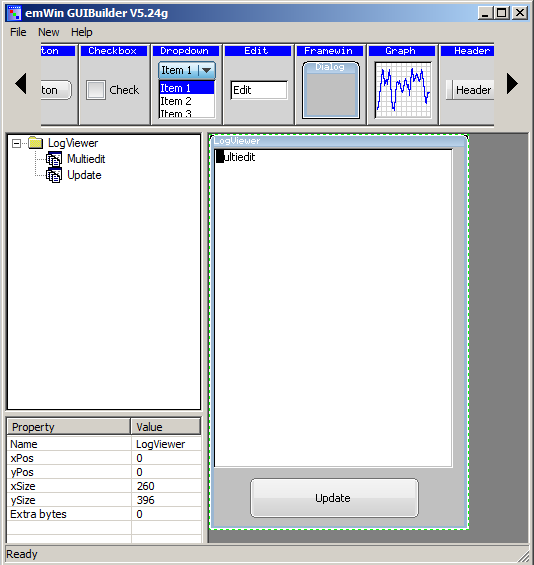 emWin GUIBuilder V5.24g
File New Help
ton Checkbox Dropdown Edit Framewin Graph Header
ton Check Item 1 Edit Dialog Header
Item 1
Item 2
Item 3
LogViewer
Multiedit
Update
LogViewer
ultiedit
Update
Property Value
Name LogViewer
xPos 0
yPos 0
xSize 260
ySize 396
Extra bytes 0
Ready